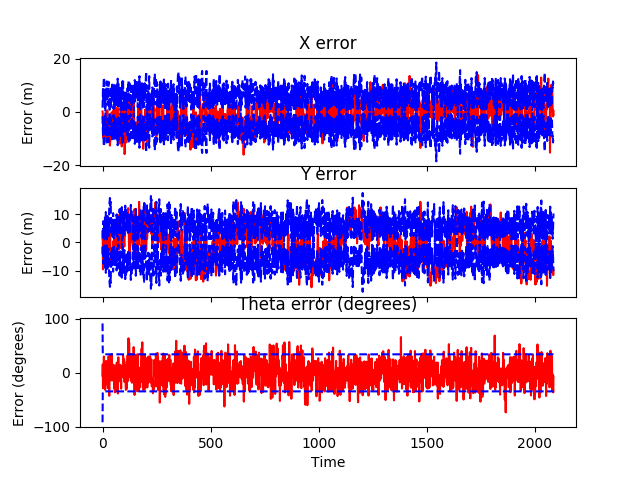 X error
20
0
−20
Error (m)
Y error
10
0
−10
Error (m)
Theta error (degrees)
100
0
−100
Error (degrees)
0 500 1000 1500 2000
Time